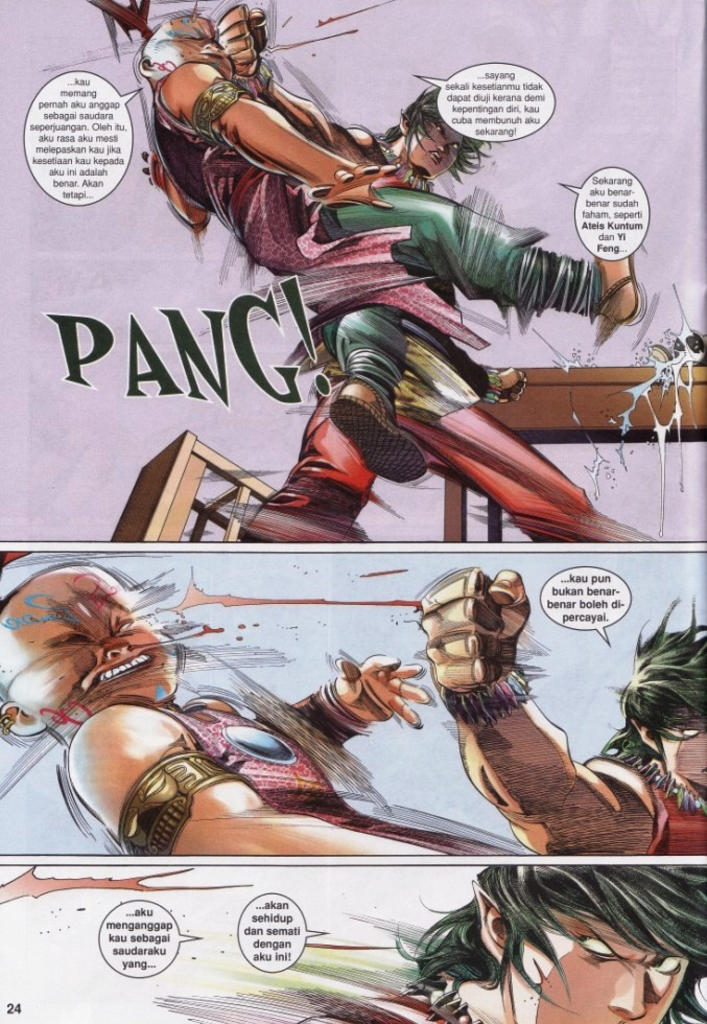 ...kau
memang
pernah aku anggap
sebagai saudara
seperjuangan. Oleh itu,
aku rasa aku mesti
melepaskan kau jika
kesetiaan kau kepada
aku ini adalah
benar. Akan
tetapi...
...sayang
sekali kesetianmu tidak
dapat diuji kerana demi
kepentingan diri, kau
cuba membunuh aku
sekarang!
Sekarang
aku benar-
benar sudah
faham, seperti
Ateis Kuntum
dan Yi
Feng...
PANG!
...kau pun
bukan benar-
benar boleh di-
percayai.
...aku
menganggap
kau sebagai
saudaraku
yang...
...akan
sehidup
dan semati
dengan
aku ini!
24